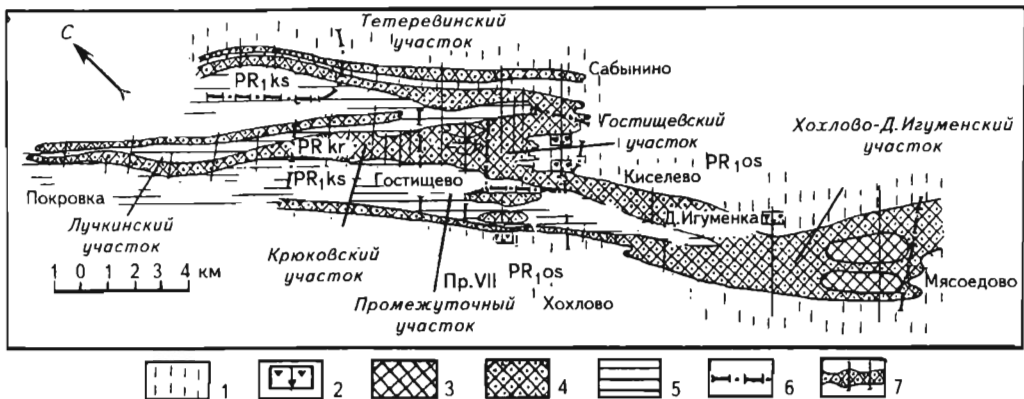 С
Тетеревинский
участок
PR₁ks
Сабынино
Гостищевский
участок
Хохлово-Д.Игуменский
участок
PR kr
PR₁ks
Гостищево
Киселево
PR₁os
Покровка
Лучкинский
участок
Д.Игуменка
Крюковский
участок
Пр.VII
PR₁os
Промежуточный
участок
Хохлово
Мясоедово
1 0 1 2 3 4 км
1 2 3 4 5 6 7